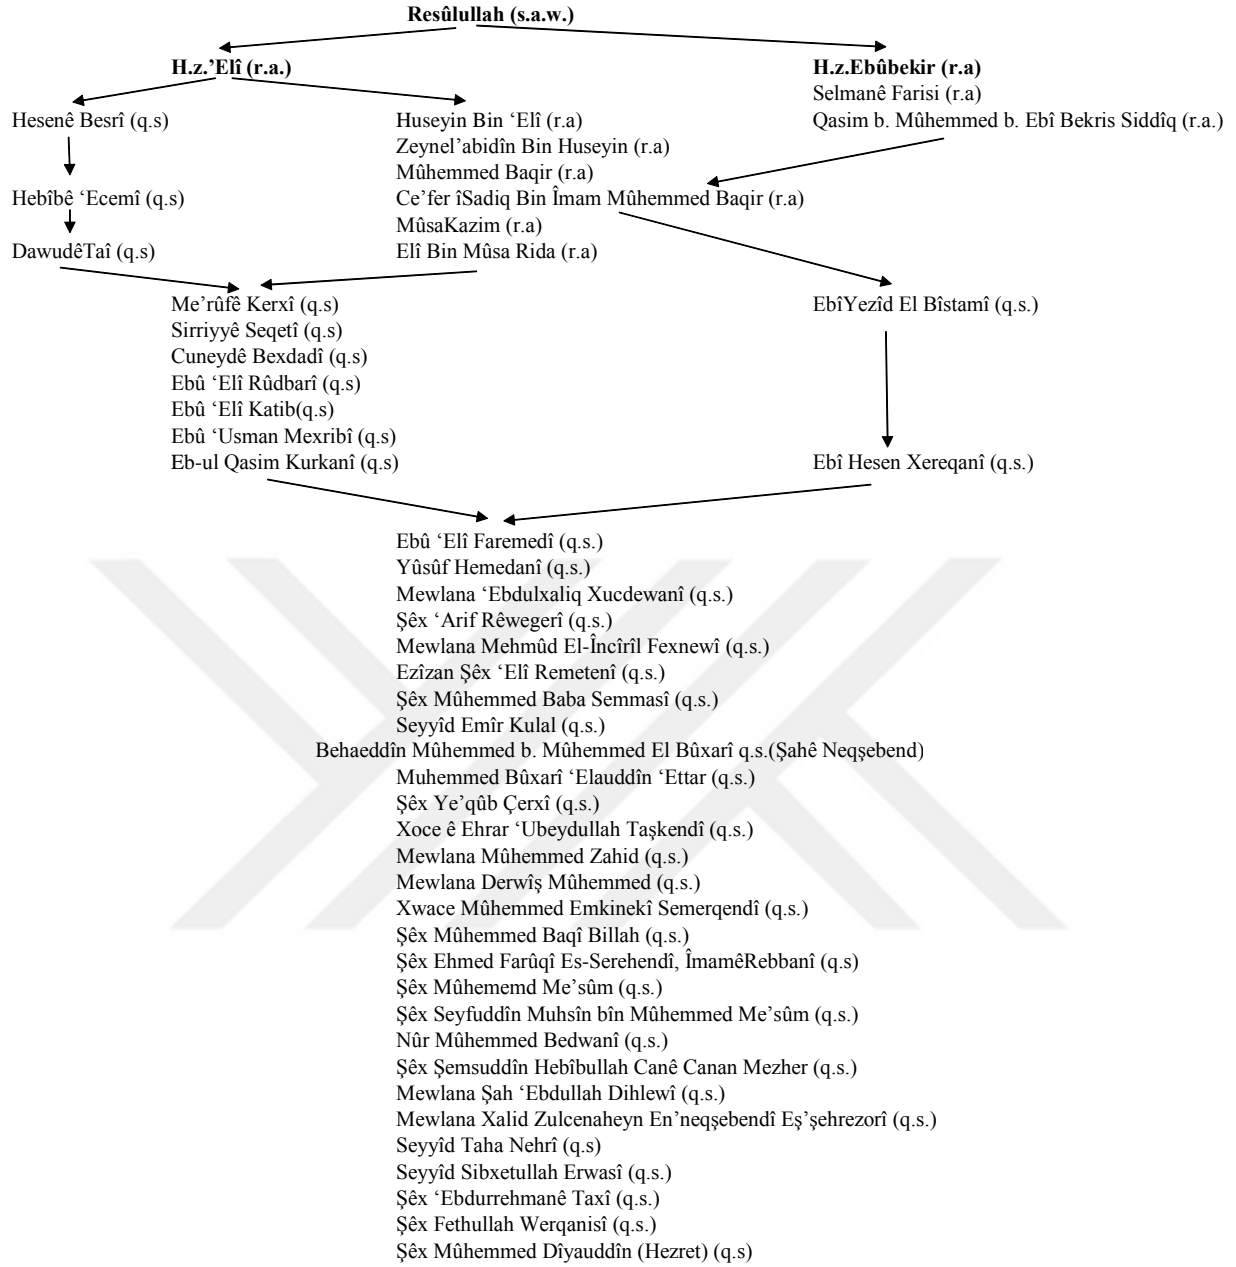 Resûlullah (s.a.w.)
H.z.’Elî (r.a.)
H.z.Ebûbekir (r.a)
Selmanê Farisi (r.a)
Qasim b. Mûhemmed b. Ebî Bekris Siddîq (r.a.)
Hesenê Besrî (q.s)
Hebîbê ‘Ecemî (q.s)
DawudêTaî (q.s)
Huseyin Bin ‘Elî (r.a)
Zeynel’abidîn Bin Huseyin (r.a)
Mûhemmed Baqir (r.a)
Ce’fer îSadiq Bin Îmam Mûhemmed Baqir (r.a)
MûsaKazim (r.a)
Elî Bin Mûsa Rida (r.a)
Me’rûfê Kerxî (q.s)
Sirriyyê Seqetî (q.s)
Cuneydê Bexdadî (q.s)
Ebû ‘Elî Rûdbarî (q.s)
Ebû ‘Elî Katib(q.s)
Ebû ‘Usman Mexribî (q.s)
Eb-ul Qasim Kurkanî (q.s)
EbîYezîd El Bîstamî (q.s.)
Ebî Hesen Xereqanî (q.s.)
Ebû ‘Elî Faremedî (q.s.)
Yûsûf Hemedanî (q.s.)
Mewlana ‘Ebdulxaliq Xucdewanî (q.s.)
Şêx ‘Arif Rêwegerî (q.s.)
Mewlana Mehmûd El-Încîrîl Fexnewî (q.s.)
Ezîzan Şêx ‘Elî Remetenî (q.s.)
Şêx Mûhemmed Baba Semmasî (q.s.)
Seyyîd Emîr Kulal (q.s.)
Behaeddîn Mûhemmed b. Mûhemmed El Bûxarî q.s.(Şahê Neqşebend)
Muhemmed Bûxarî ‘Elauddîn ‘Ettar (q.s.)
Şêx Ye’qûb Çerxî (q.s.)
Xoce ê Ehrar ‘Ubeydullah Taşkendî (q.s.)
Mewlana Mûhemmed Zahid (q.s.)
Mewlana Derwîş Mûhemmed (q.s.)
Xwace Mûhemmed Emkinekî Semerqendî (q.s.)
Şêx Mûhemmed Baqî Billah (q.s.)
Şêx Ehmed Farûqî Es-Serehendî, ÎmamêRebbanî (q.s)
Şêx Mûhememd Me’sûm (q.s.)
Şêx Seyfuddîn Muhsîn bîn Mûhemmed Me’sûm (q.s.)
Nûr Mûhemmed Bedwanî (q.s.)
Şêx Şemsuddîn Hebîbullah Canê Canan Mezher (q.s.)
Mewlana Şah ‘Ebdullah Dihlewî (q.s.)
Mewlana Xalid Zulcenaheyn En’neqşebendî Eş’şehrezorî (q.s.)
Seyyîd Taha Nehrî (q.s)
Seyyîd Sibxetullah Erwasî (q.s.)
Şêx ‘Ebdurrehmanê Taxî (q.s.)
Şêx Fethullah Werqanisî (q.s.)
Şêx Mûhemmed Dîyauddîn (Hezret) (q.s)